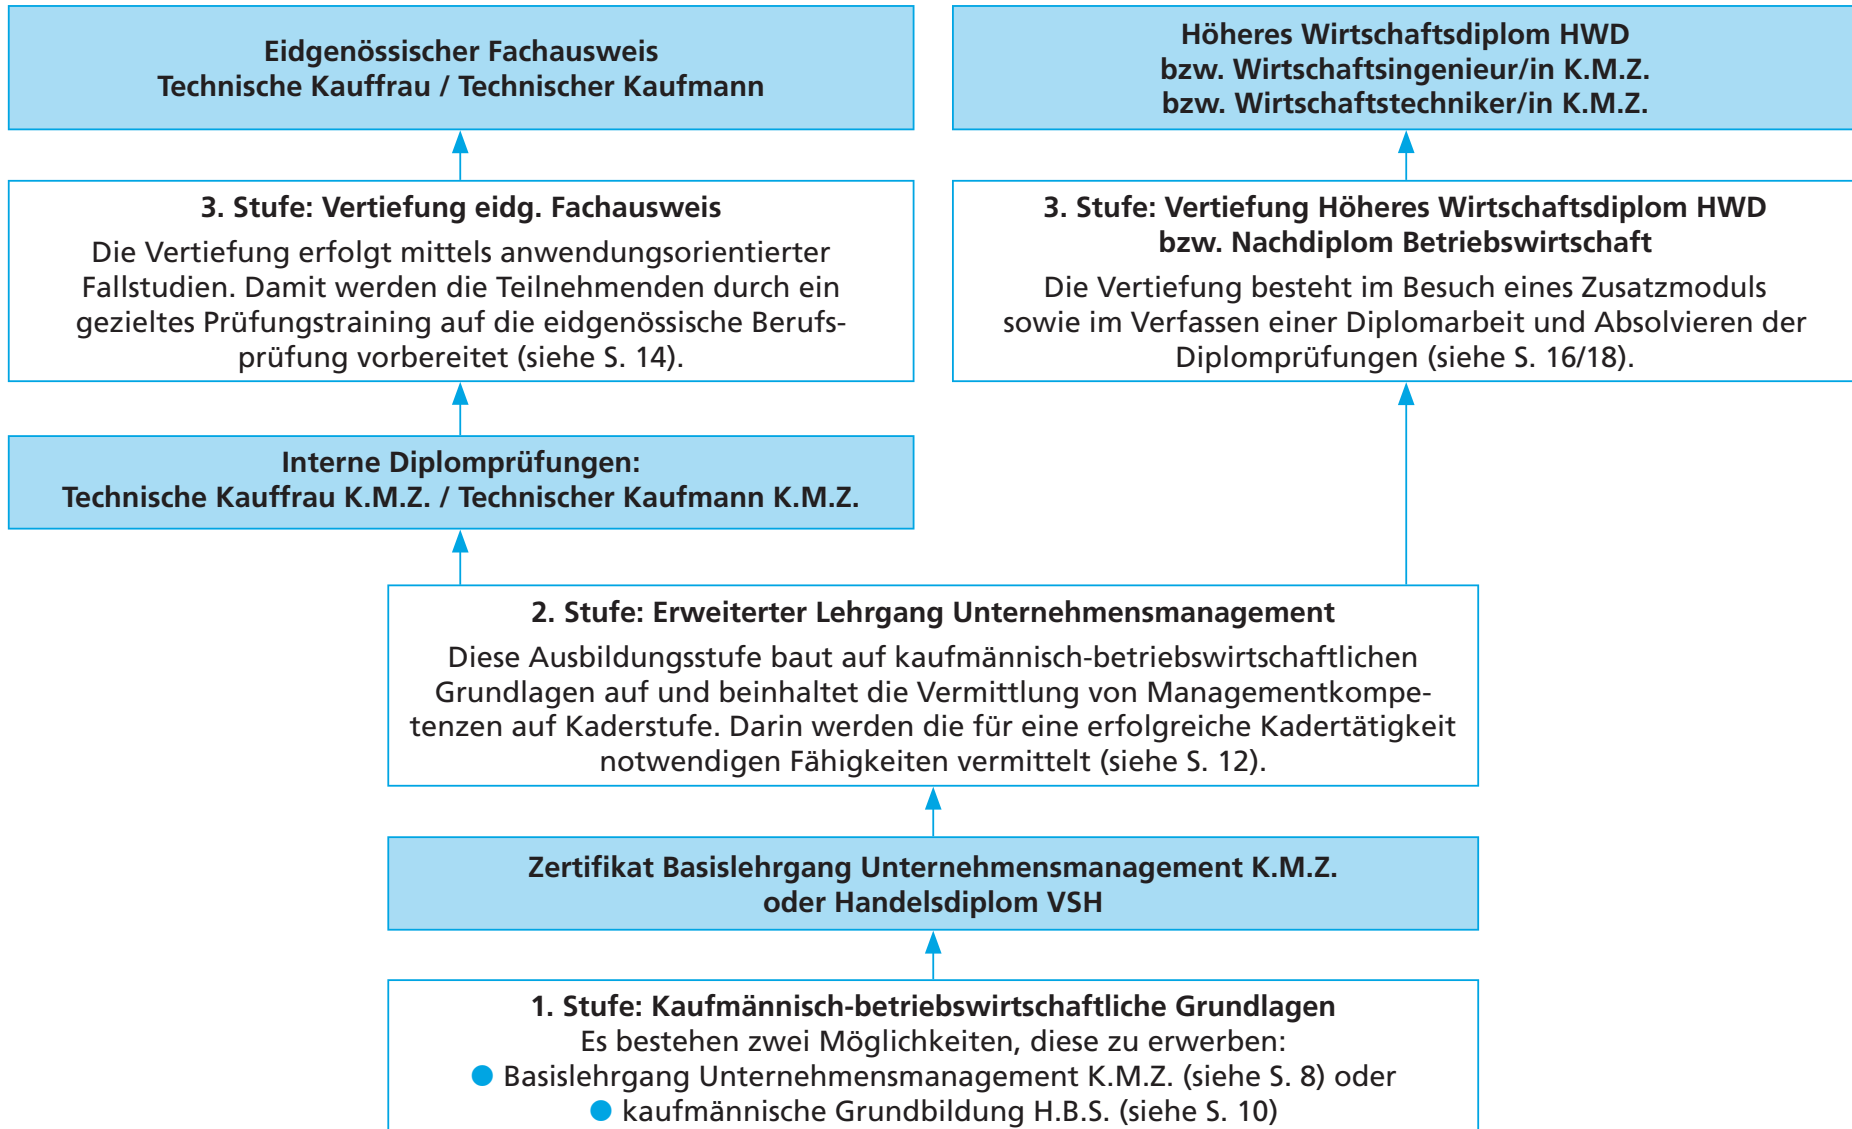 Eidgenössischer Fachausweis
Technische Kauffrau / Technischer Kaufmann
Höheres Wirtschaftsdiplom HWD
bzw. Wirtschaftsingenieur/in K.M.Z.
bzw. Wirtschaftstechniker/in K.M.Z.
3. Stufe: Vertiefung eidg. Fachausweis
Die Vertiefung erfolgt mittels anwendungsorientierter
Fallstudien. Damit werden die Teilnehmenden durch ein
gezieltes Prüfungstraining auf die eidgenössische Berufs-
prüfung vorbereitet (siehe S. 14).
3. Stufe: Vertiefung Höheres Wirtschaftsdiplom HWD
bzw. Nachdiplom Betriebswirtschaft
Die Vertiefung besteht im Besuch eines Zusatzmoduls
sowie im Verfassen einer Diplomarbeit und Absolvieren der
Diplomprüfungen (siehe S. 16/18).
Interne Diplomprüfungen:
Technische Kauffrau K.M.Z. / Technischer Kaufmann K.M.Z.
2. Stufe: Erweiterter Lehrgang Unternehmensmanagement
Diese Ausbildungsstufe baut auf kaufmännisch-betriebswirtschaftlichen
Grundlagen auf und beinhaltet die Vermittlung von Managementkompe-
tenzen auf Kaderstufe. Darin werden die für eine erfolgreiche Kadertätigkeit
notwendigen Fähigkeiten vermittelt (siehe S. 12).
Zertifikat Basislehrgang Unternehmensmanagement K.M.Z.
oder Handelsdiplom VSH
1. Stufe: Kaufmännisch-betriebswirtschaftliche Grundlagen
Es bestehen zwei Möglichkeiten, diese zu erwerben:
● Basislehrgang Unternehmensmanagement K.M.Z. (siehe S. 8) oder
● kaufmännische Grundbildung H.B.S. (siehe S. 10)